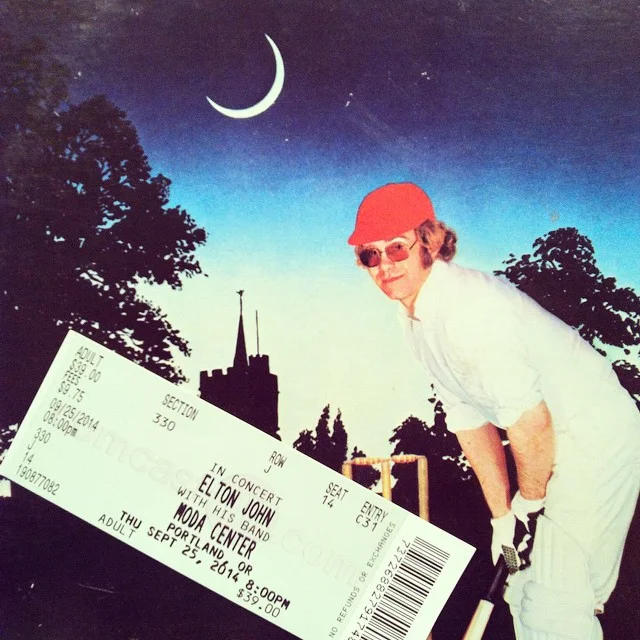 ADULT
$39.00
FEES
$9.75
09/25/2014
08:00pm
330
J
14
190877082
SECTION
330
ROW
J
SEAT
14
ENTRY
C31
IN CONCERT
ELTON JOHN
WITH HIS BAND
MODA CENTER
PORTLAND, OR
THU SEPT 25, 2014 8:00PM
ADULT
$39.00
NO REFUNDS OR EXCHANGES